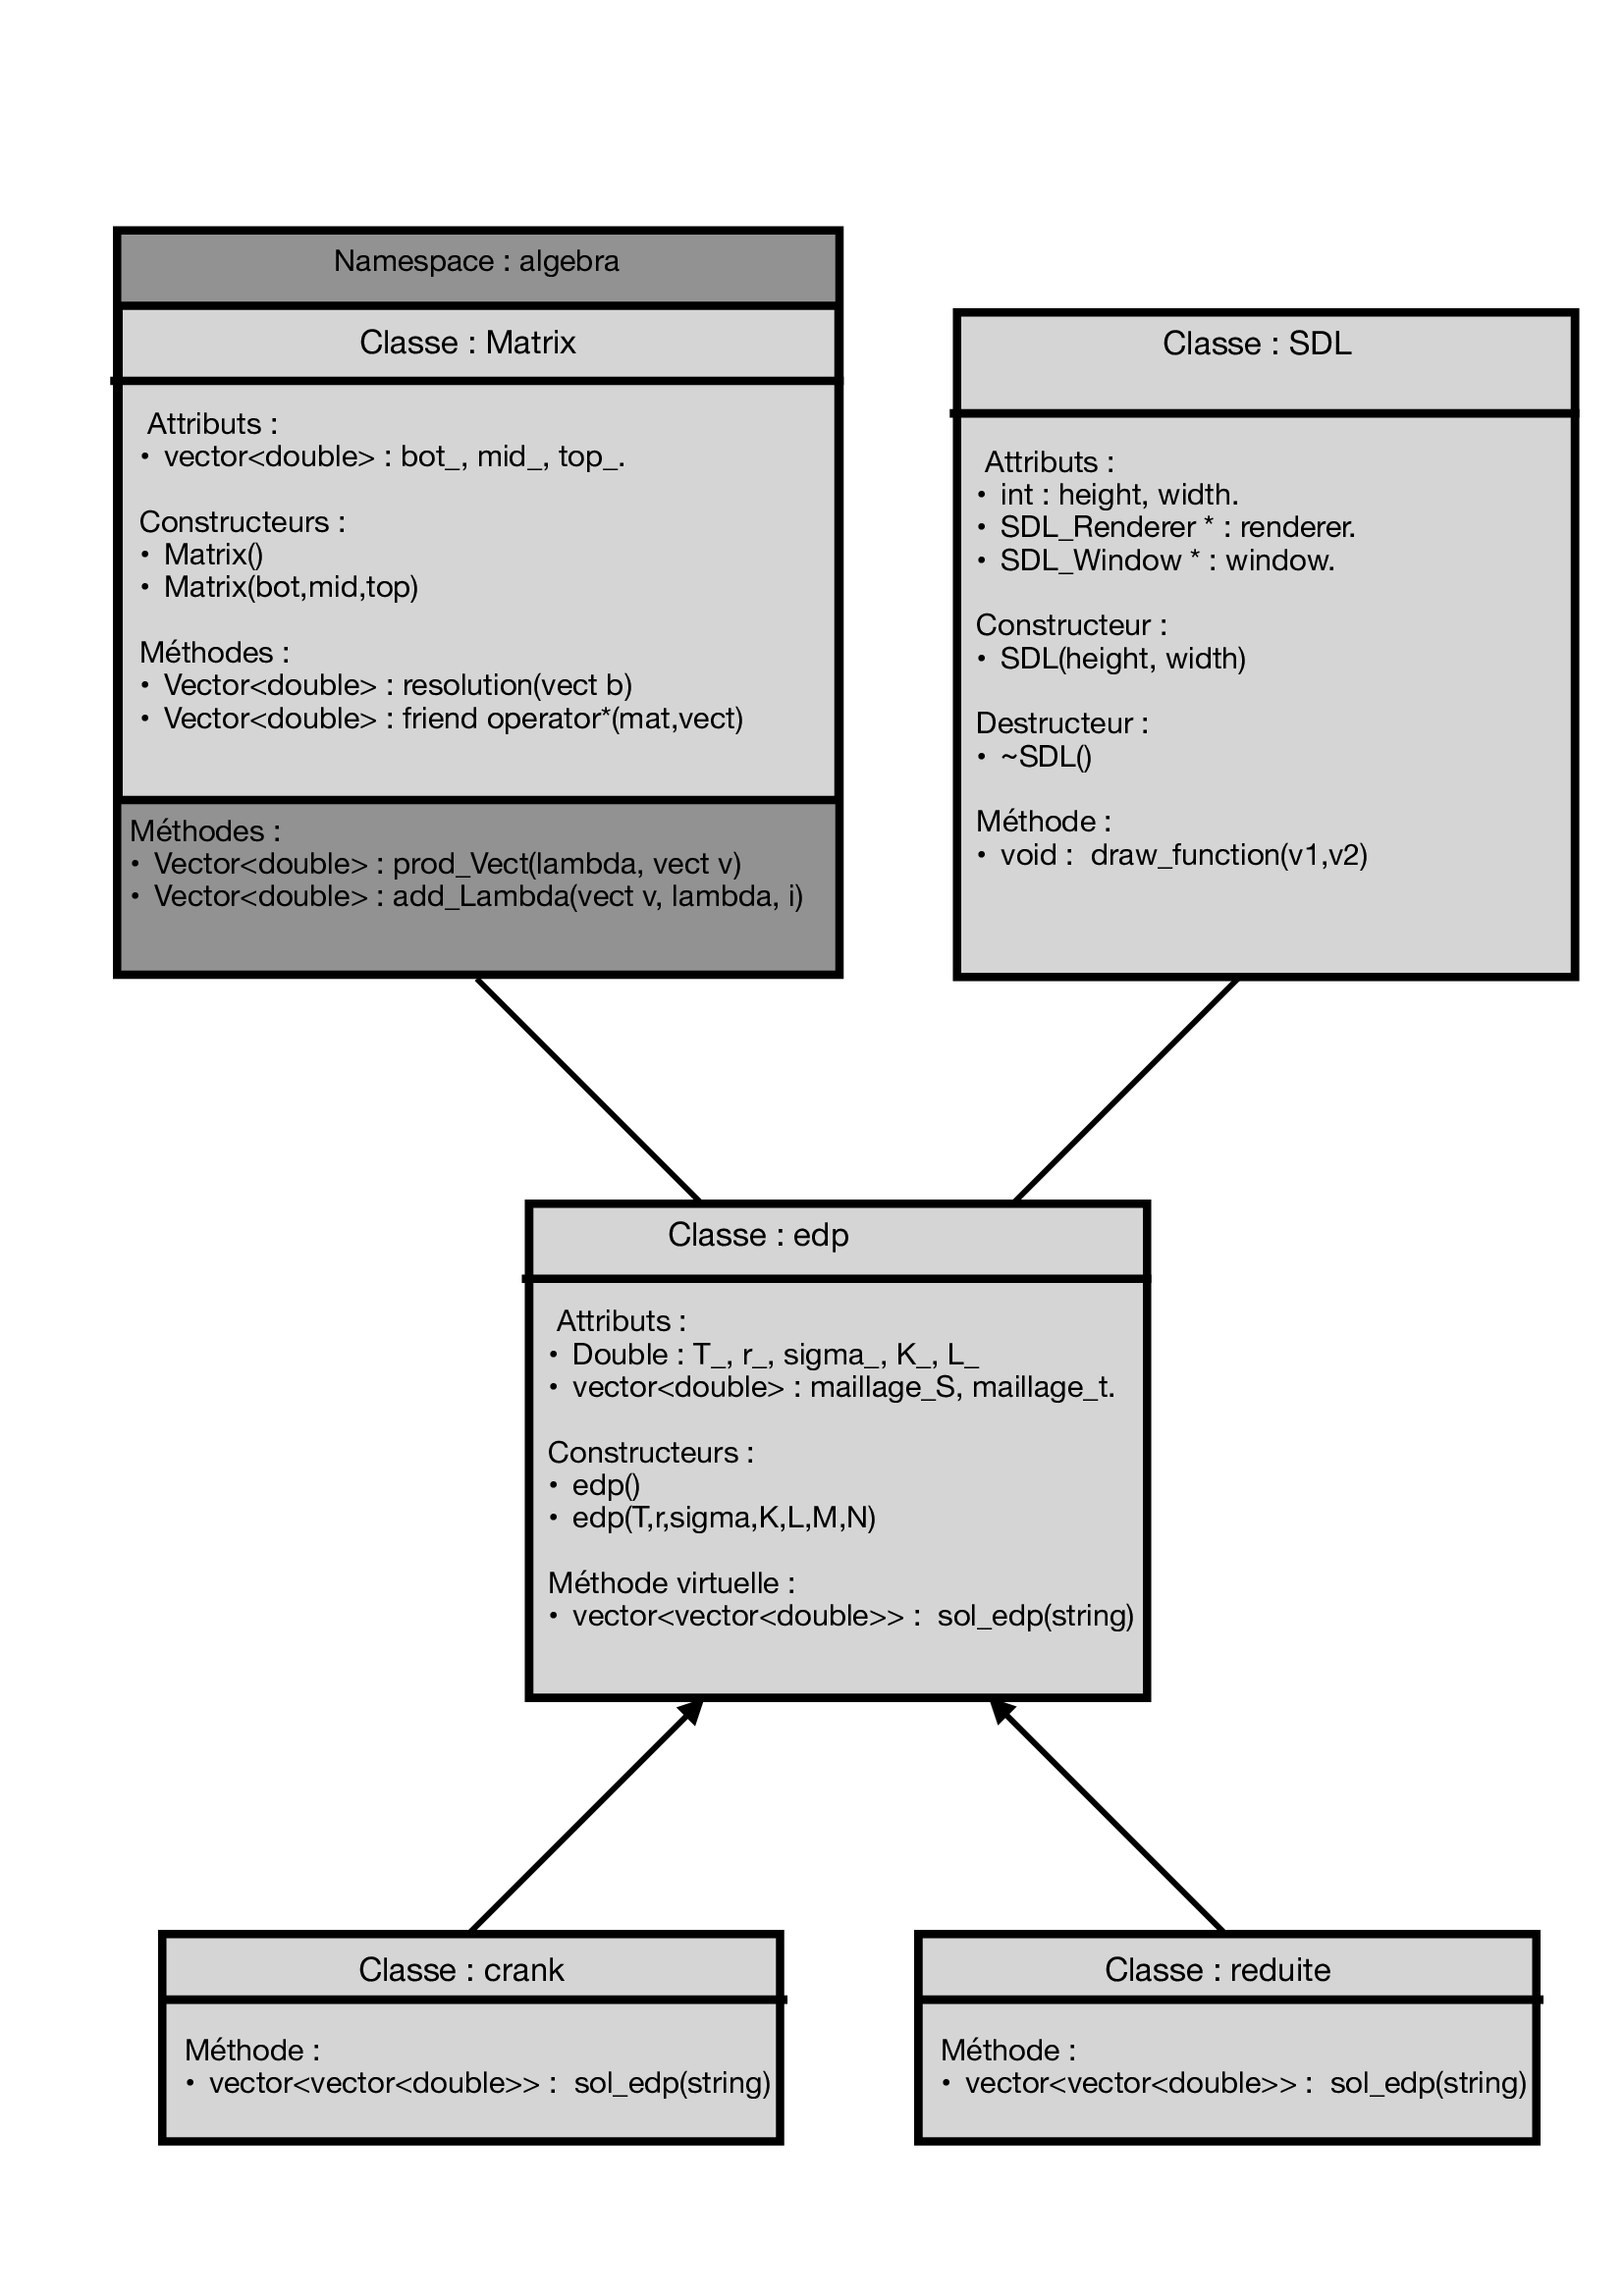 Namespace : algebra
Classe : Matrix
Attributs :
• vector<double> : bot_, mid_, top_.
Constructeurs :
• Matrix()
• Matrix(bot,mid,top)
Méthodes :
• Vector<double> : resolution(vect b)
• Vector<double> : friend operator*(mat,vect)
Méthodes :
• Vector<double> : prod_Vect(lambda, vect v)
• Vector<double> : add_Lambda(vect v, lambda, i)
Classe : SDL
Attributs :
• int : height, width.
• SDL_Renderer * : renderer.
• SDL_Window * : window.
Constructeur :
• SDL(height, width)
Destructeur :
• ~SDL()
Méthode :
• void :  draw_function(v1,v2)
Classe : edp
Attributs :
• Double : T_, r_, sigma_, K_, L_
• vector<double> : maillage_S, maillage_t.
Constructeurs :
• edp()
• edp(T,r,sigma,K,L,M,N)
Méthode virtuelle :
• vector<vector<double>> :  sol_edp(string)
Classe : crank
Méthode :
• vector<vector<double>> :  sol_edp(string)
Classe : reduite
Méthode :
• vector<vector<double>> :  sol_edp(string)